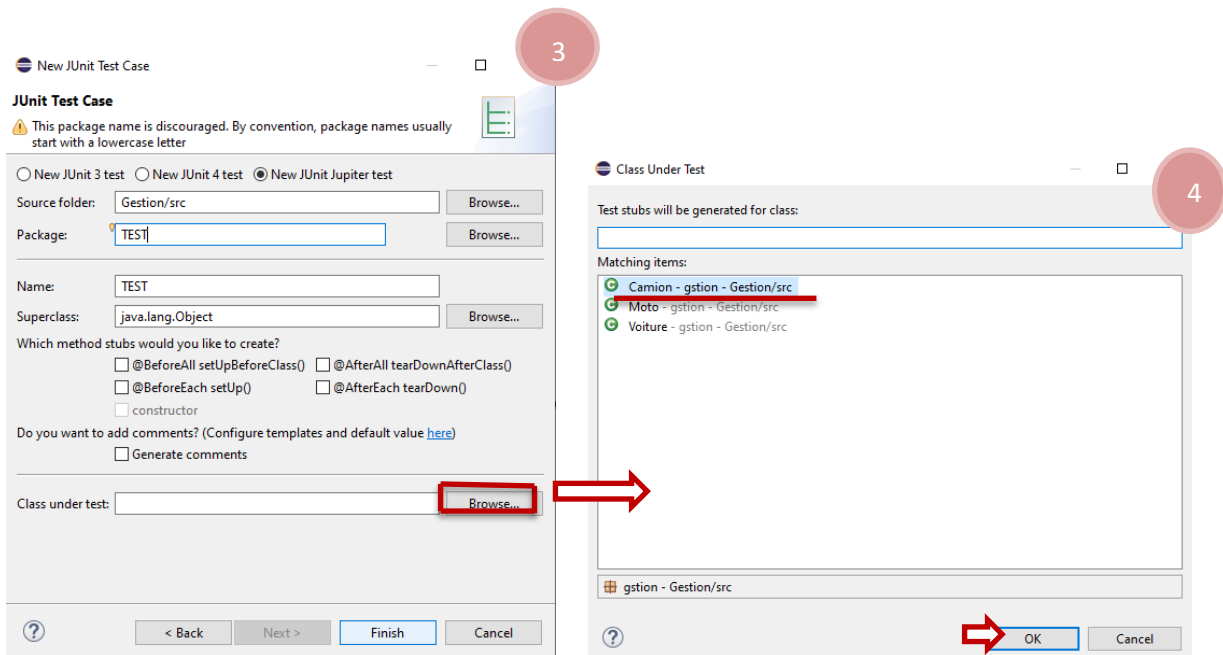 3
New JUnit Test Case
JUnit Test Case
This package name is discouraged. By convention, package names usually
start with a lowercase letter
New JUnit 3 test New JUnit 4 test New JUnit Jupiter test
Source folder: Gestion/src Browse...
Package: TEST Browse...
Name: TEST
Superclass: java.lang.Object Browse...
Which method stubs would you like to create?
@BeforeAll setUpBeforeClass() @AfterAll tearDownAfterClass()
@BeforeEach setUp() @AfterEach tearDown()
constructor
Do you want to add comments? (Configure templates and default value here)
Generate comments
Class under test: Browse...
? < Back Next > Finish Cancel
4
Class Under Test
Test stubs will be generated for class:
Matching items:
C Camion - gstion - Gestion/src
C Moto - gstion - Gestion/src
C Voiture - gstion - Gestion/src
gstion - Gestion/src
? OK Cancel